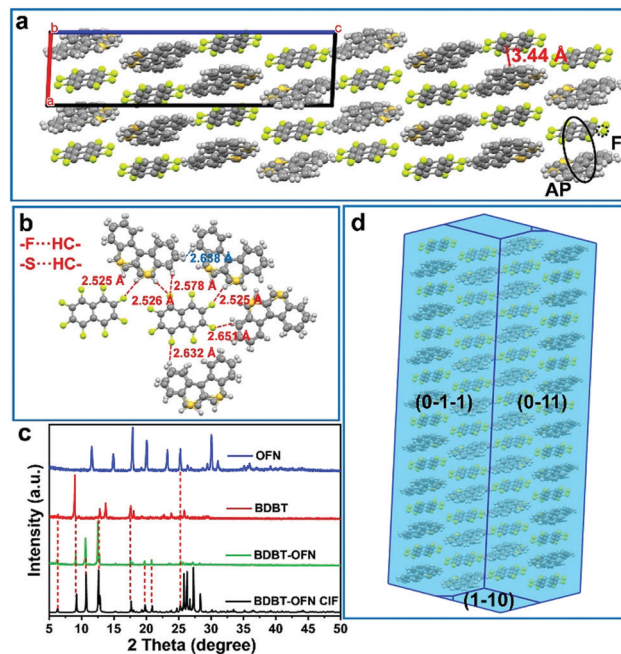 a
b
c
a
3.44 Å
F
AP
b
-F···HC-
-S···HC-
2.658 Å
2.525 Å
2.578 Å
2.526 Å
2.525 Å
2.651 Å
2.632 Å
c
Intensity (a.u.)
OFN
BDBT
BDBT-OFN
BDBT-OFN CIF
5 10 15 20 25 30 35 40 45 50
2 Theta (degree)
d
(0-1-1)
(0-11)
(1-10)